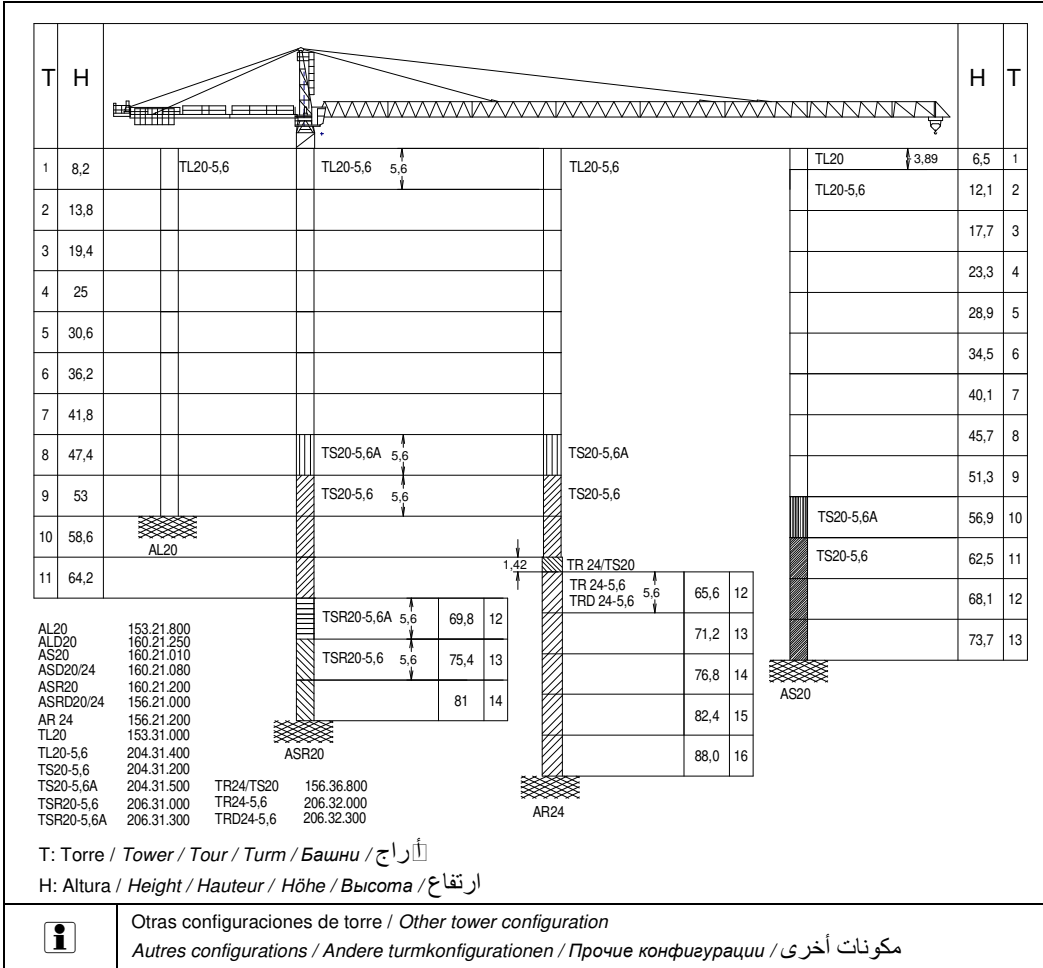 T H H T
TL20-5,6 TL20-5,6 5,6 TL20-5,6 TL20 3,89 6,5 1
1 8,2
TL20-5,6 12,1 2
2 13,8
17,7 3
3 19,4
23,3 4
4 25
28,9 5
5 30,6
34,5 6
6 36,2
40,1 7
7 41,8
45,7 8
8 47,4 TS20-5,6A 5,6 TS20-5,6A
51,3 9
9 53 TS20-5,6 5,6 TS20-5,6
TS20-5,6A 56,9 10
10 58,6 AL20
TS20-5,6 62,5 11
1,42 TR 24/TS20
11 64,2
TR 24-5,6
TRD 24-5,6 5,6 65,6 12
68,1 12
TSR20-5,6A 5,6 69,8 12
71,2 13
73,7 13
TSR20-5,6 5,6 75,4 13
76,8 14
AS20
81 14
82,4 15
ASR20
88,0 16
AR24
AL20 153.21.800
ALD20 160.21.250
AS20 160.21.010
ASD20/24 160.21.080
ASR20 160.21.200
ASRD20/24 156.21.000
AR 24 156.21.200
TL20 153.31.000
TL20-5,6 204.31.400
TS20-5,6 204.31.200
TS20-5,6A 204.31.500 TR24/TS20 156.36.800
TSR20-5,6 206.31.000 TR24-5,6 206.32.000
TSR20-5,6A 206.31.300 TRD24-5,6 206.32.300
T: Torre / Tower / Tour / Turm / Башни /
H: Altura / Height / Hauteur / Höhe / Высота / ارتفاع
i Otras configuraciones de torre / Other tower configuration
Autres configurations / Andere turmkonfigurationen / Прочие конфигурации / مكونات أخرى